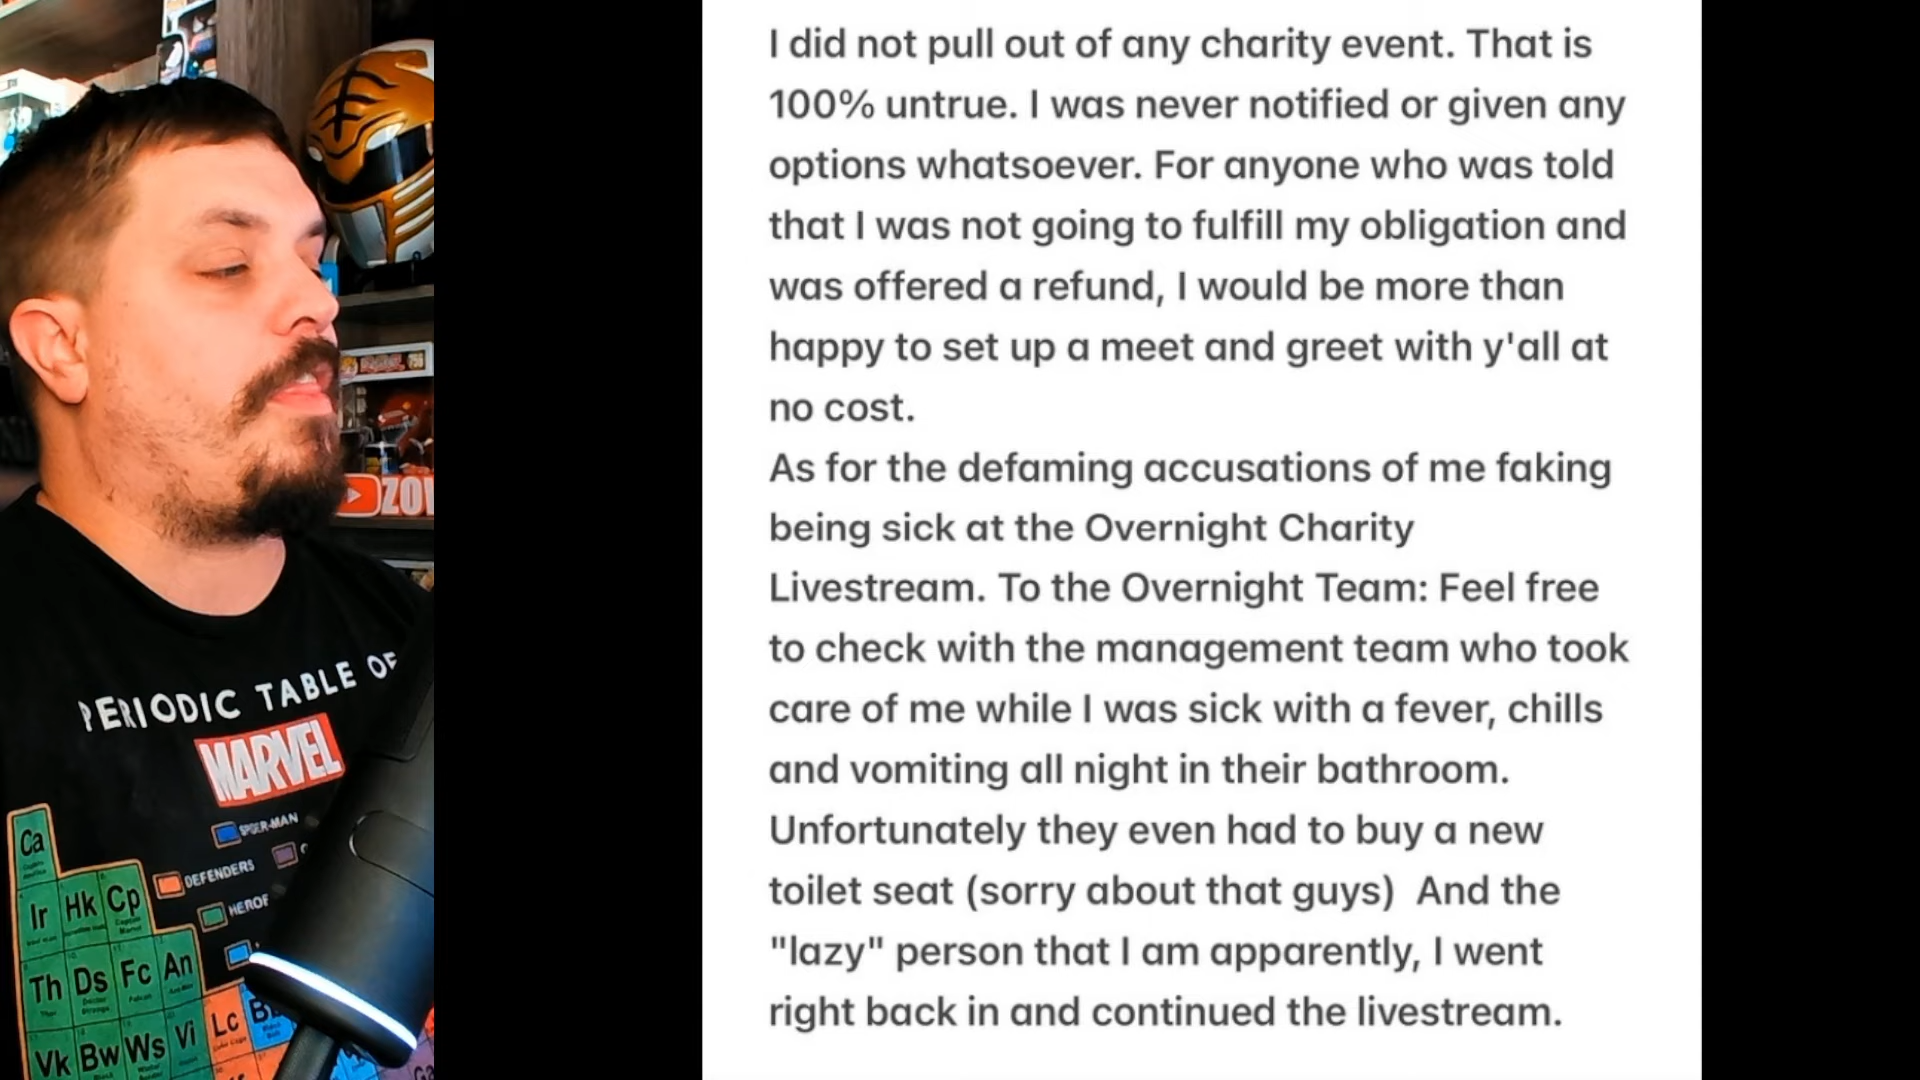 I did not pull out of any charity event. That is
100% untrue. I was never notified or given any
options whatsoever. For anyone who was told
that I was not going to fulfill my obligation and
was offered a refund, I would be more than
happy to set up a meet and greet with y'all at
no cost.
As for the defaming accusations of me faking
being sick at the Overnight Charity
Livestream. To the Overnight Team: Feel free
to check with the management team who took
care of me while I was sick with a fever, chills
and vomiting all night in their bathroom.
Unfortunately they even had to buy a new
toilet seat (sorry about that guys)  And the
"lazy" person that I am apparently, I went
right back in and continued the livestream.
PERIODIC TABLE OF
MARVEL
SPIDER-MAN
DEFENDERS
Ca
Ir Hk Cp
Th Ds Fc An
Vk Bw Ws Vi Lc